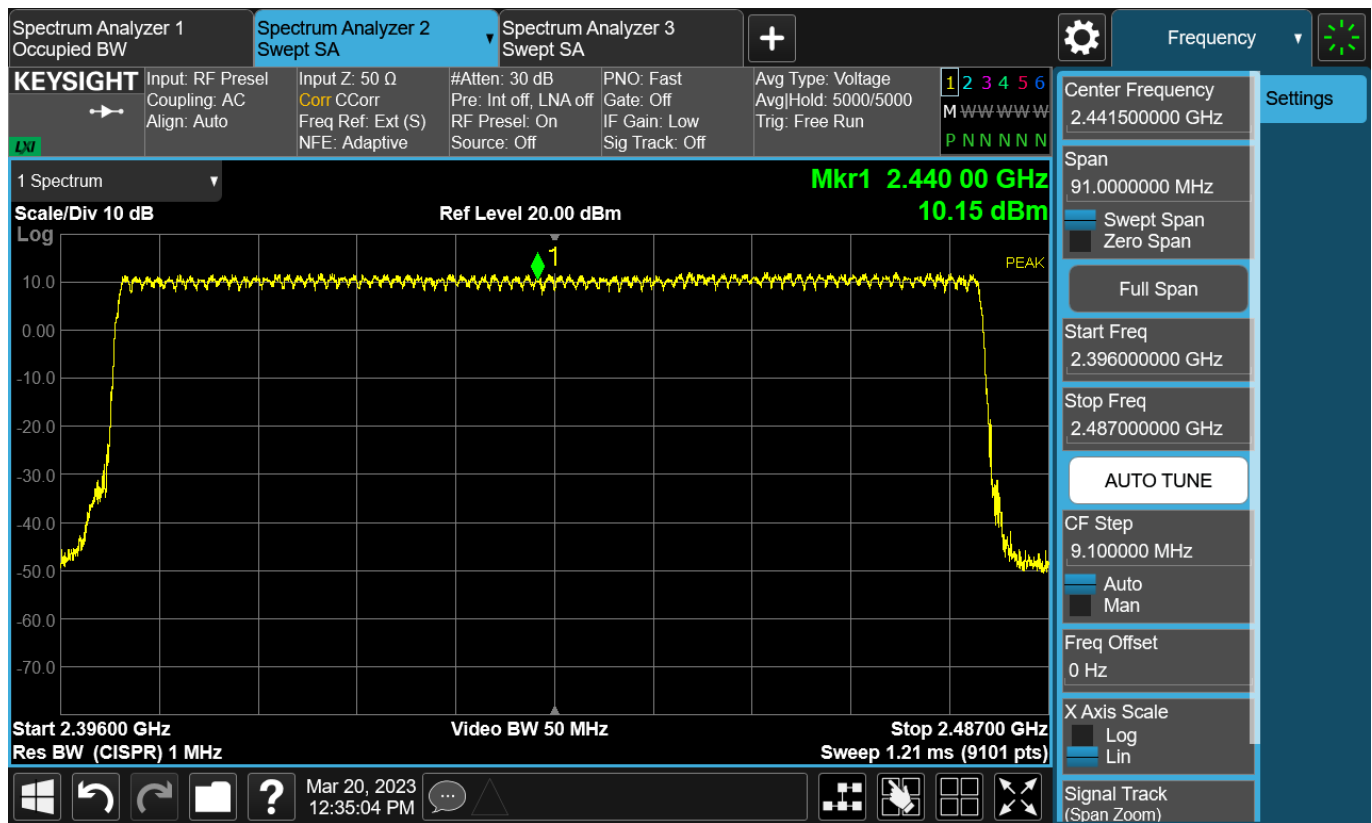 Spectrum Analyzer 1
Occupied BW
Spectrum Analyzer 2
Swept SA
Spectrum Analyzer 3
Swept SA
Frequency
KEYSIGHT
LXI
Input: RF Presel
Coupling: AC
Align: Auto
Input Z: 50 Ω
Corr CCorr
Freq Ref: Ext (S)
NFE: Adaptive
#Atten: 30 dB
Pre: Int off, LNA off
RF Presel: On
Source: Off
PNO: Fast
Gate: Off
IF Gain: Low
Sig Track: Off
Avg Type: Voltage
Avg|Hold: 5000/5000
Trig: Free Run
1 2 3 4 5 6
M W W W W W
P N N N N N
1 Spectrum
Mkr1 2.440 00 GHz
10.15 dBm
Scale/Div 10 dB
Ref Level 20.00 dBm
Log
1
PEAK
10.0
0.00
-10.0
-20.0
-30.0
-40.0
-50.0
-60.0
-70.0
Start 2.39600 GHz
Video BW 50 MHz
Stop 2.48700 GHz
Res BW (CISPR) 1 MHz
Sweep 1.21 ms (9101 pts)
Center Frequency
2.441500000 GHz
Settings
Span
91.0000000 MHz
Swept Span
Zero Span
Full Span
Start Freq
2.396000000 GHz
Stop Freq
2.487000000 GHz
AUTO TUNE
CF Step
9.100000 MHz
Auto
Man
Freq Offset
0 Hz
X Axis Scale
Log
Lin
Signal Track
(Span Zoom)
?
Mar 20, 2023
12:35:04 PM